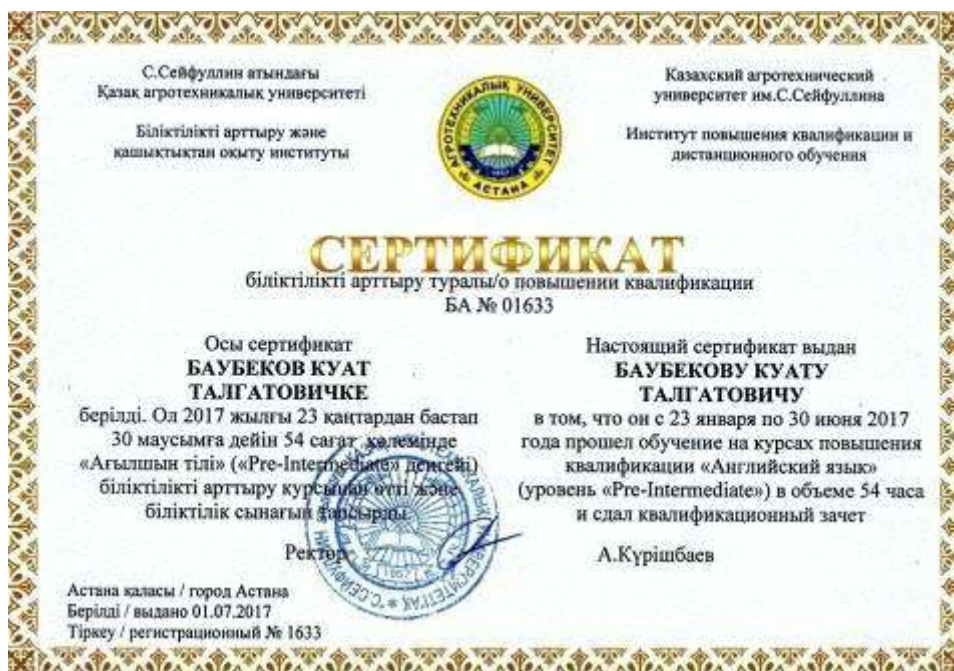 С.Сейфуллин атындағы
Қазақ агротехникалық университеті
Біліктілікті арттыру және
қашықтықтан оқыту институты
АГРОТЕХНИКАЛЫҚ УНИВЕРСИТЕТ
АСТАНА
Казахский агротехнический
университет им.С.Сейфуллина
Институт повышения квалификации и
дистанционного обучения
СЕРТИФИКАТ
біліктілікті арттыру туралы/о повышении квалификации
БА № 01633
Осы сертификат
БАУБЕКОВ КУАТ
ТАЛГАТОВИЧКЕ
берілді. Ол 2017 жылғы 23 қаңтардан бастап
30 маусымға дейін 54 сағат көлемінде
«Ағылшын тілі» («Pre-Intermediate» деңгейі)
біліктілікті арттыру курсынан өтті және
біліктілік сынағын тапсырды.
Настоящий сертификат выдан
БАУБЕКОВУ КУАТУ
ТАЛГАТОВИЧУ
в том, что он с 23 января по 30 июня 2017
года прошел обучение на курсах повышения
квалификации «Английский язык»
(уровень «Pre-Intermediate») в объеме 54 часа
и сдал квалификационный зачет
Ректор
А.Күрішбаев
Астана қаласы / город Астана
Берілді / выдано 01.07.2017
Тіркеу / регистрационный № 1633